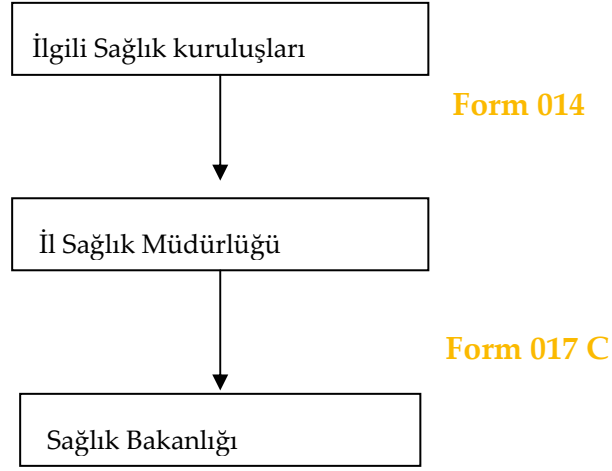 İlgili Sağlık kuruluşları
Form 014
İl Sağlık Müdürlüğü
Form 017 C
Sağlık Bakanlığı